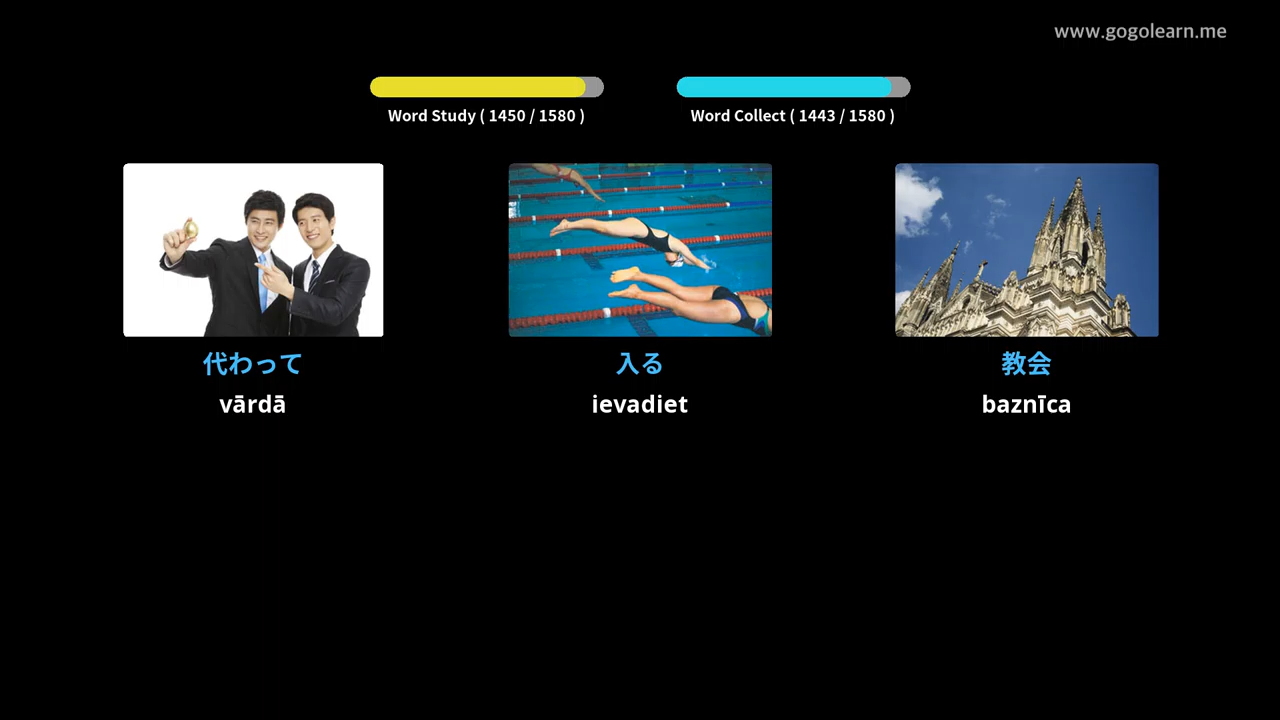 www.gogolearn.me
Word Study ( 1450 / 1580 )
Word Collect ( 1443 / 1580 )
代わって
入る
教会
vārdā
ievadiet
baznīca